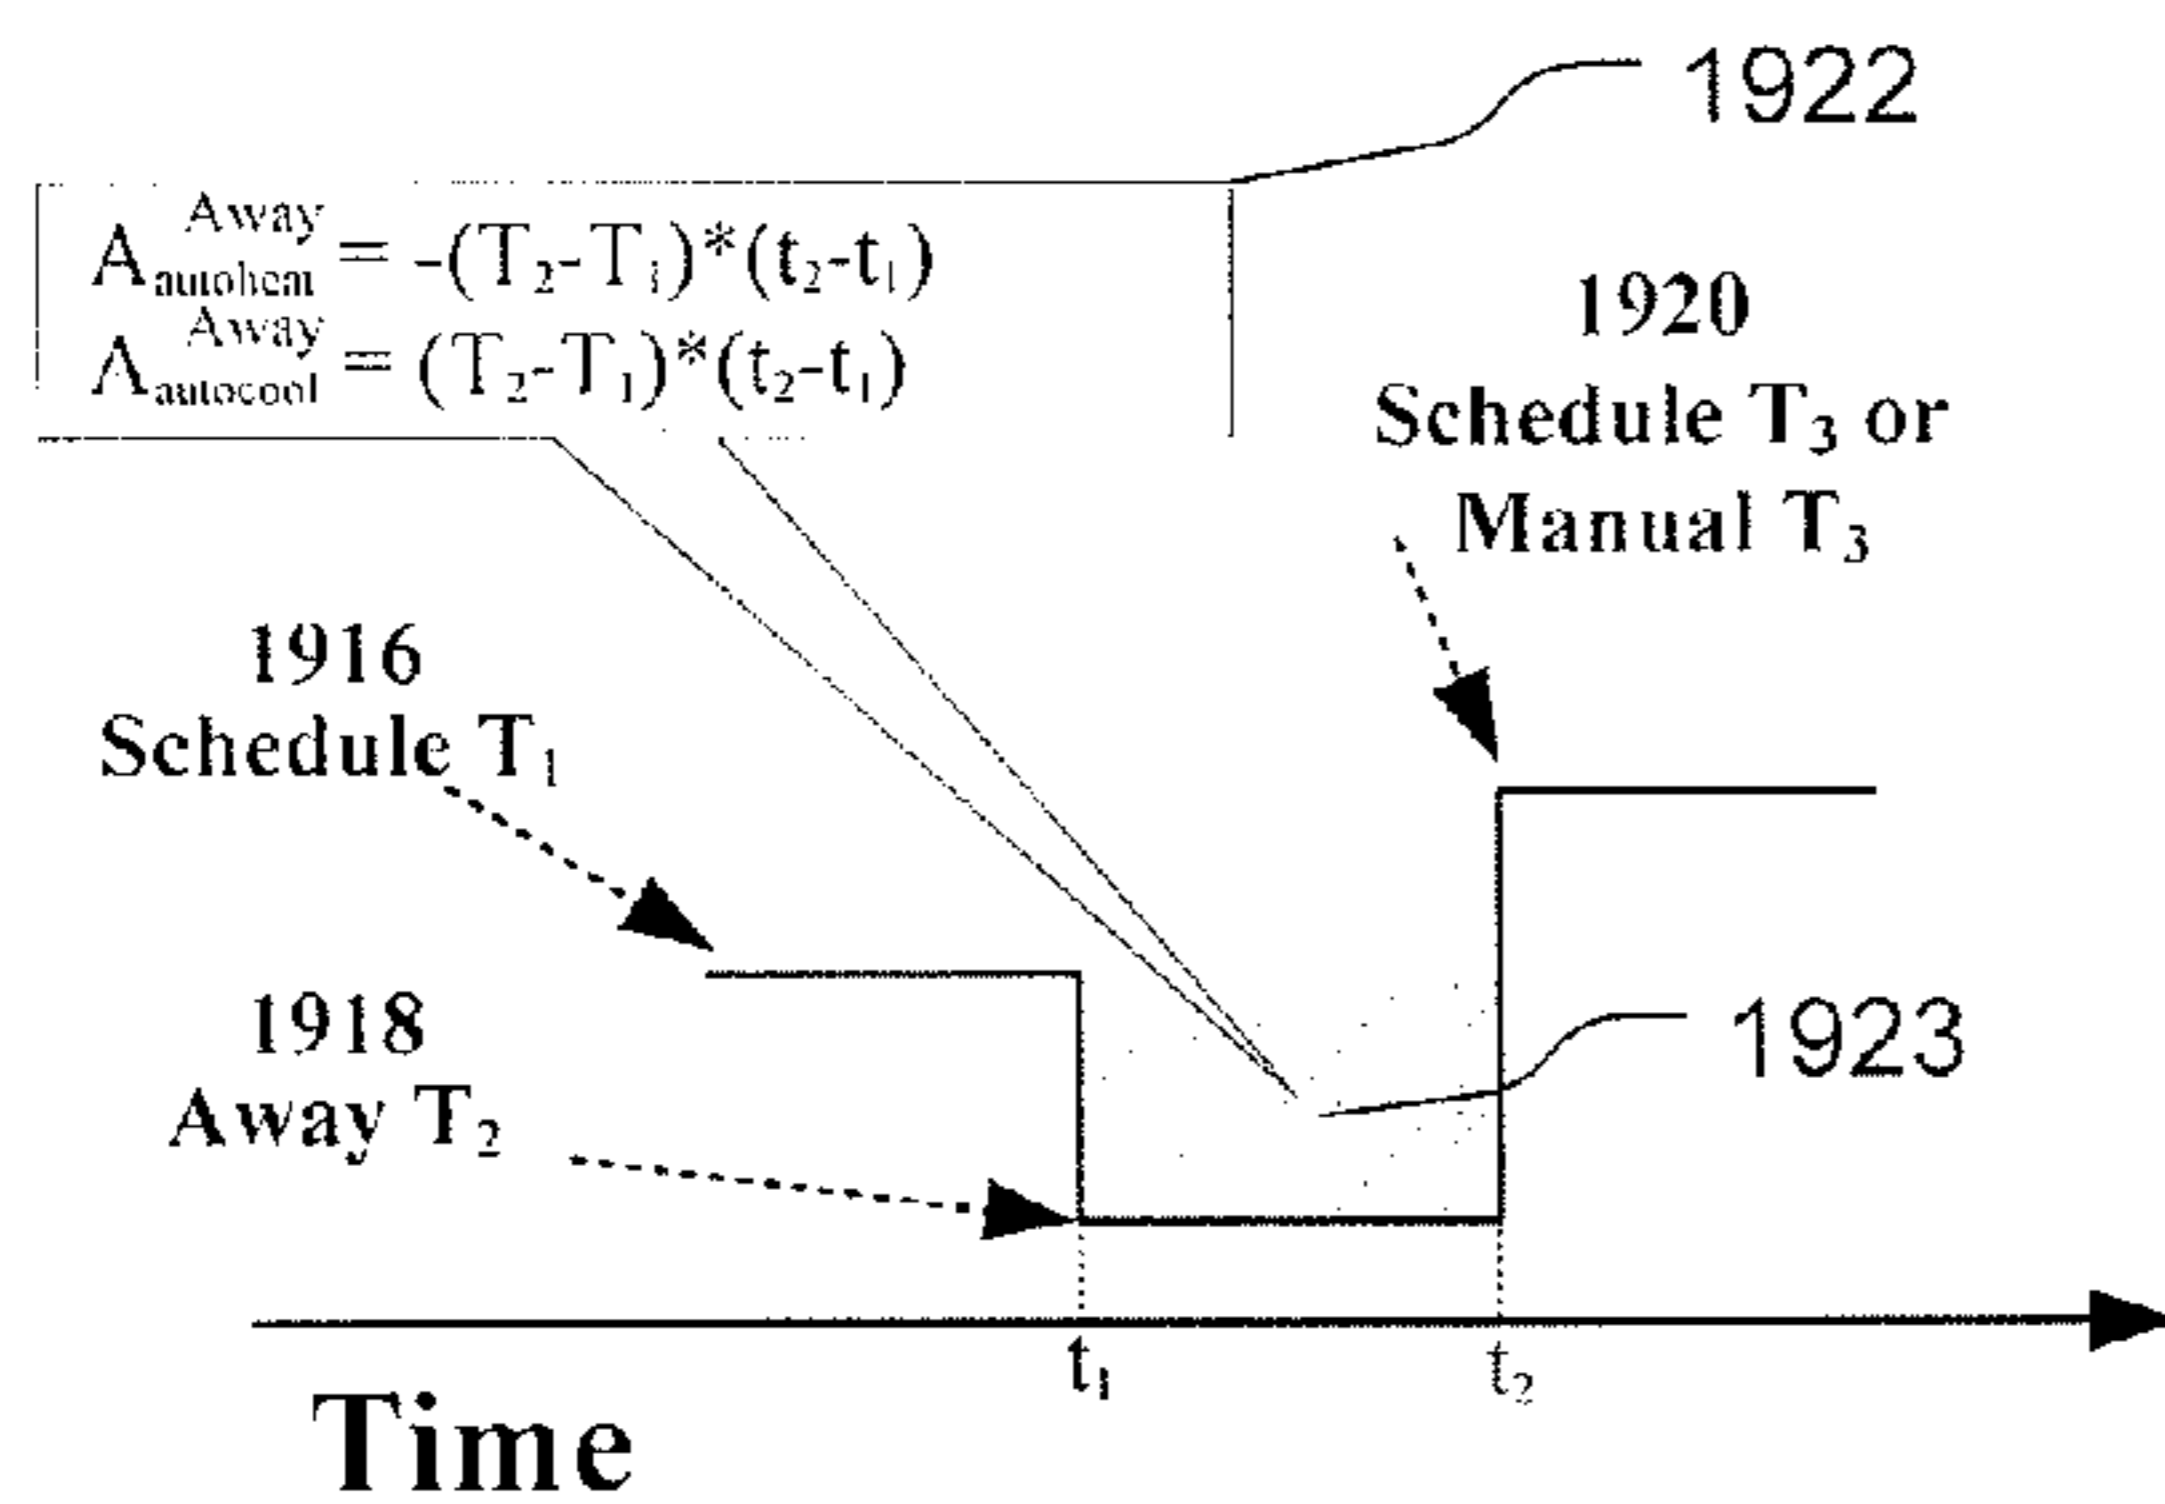 1922
A_autoheat^Away = -(T₂-T₁)*(t₂-t₁)
A_autocool^Away = (T₂-T₁)*(t₂-t₁)
1920
Schedule T₃ or
Manual T₃
1916
Schedule T₁
1918
Away T₂
1923
t₁
t₂
Time